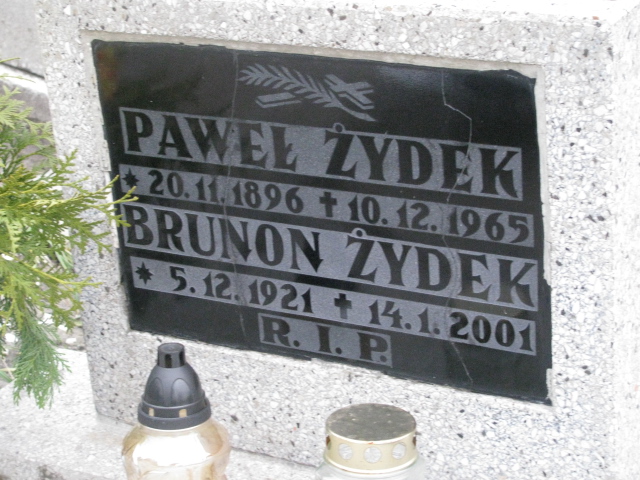 PAWEŁ ŻYDEK
* 20.11.1896 † 10.12.1965
BRUNON ŻYDEK
* 5.12.1921 † 14.1.2001
R.I.P.